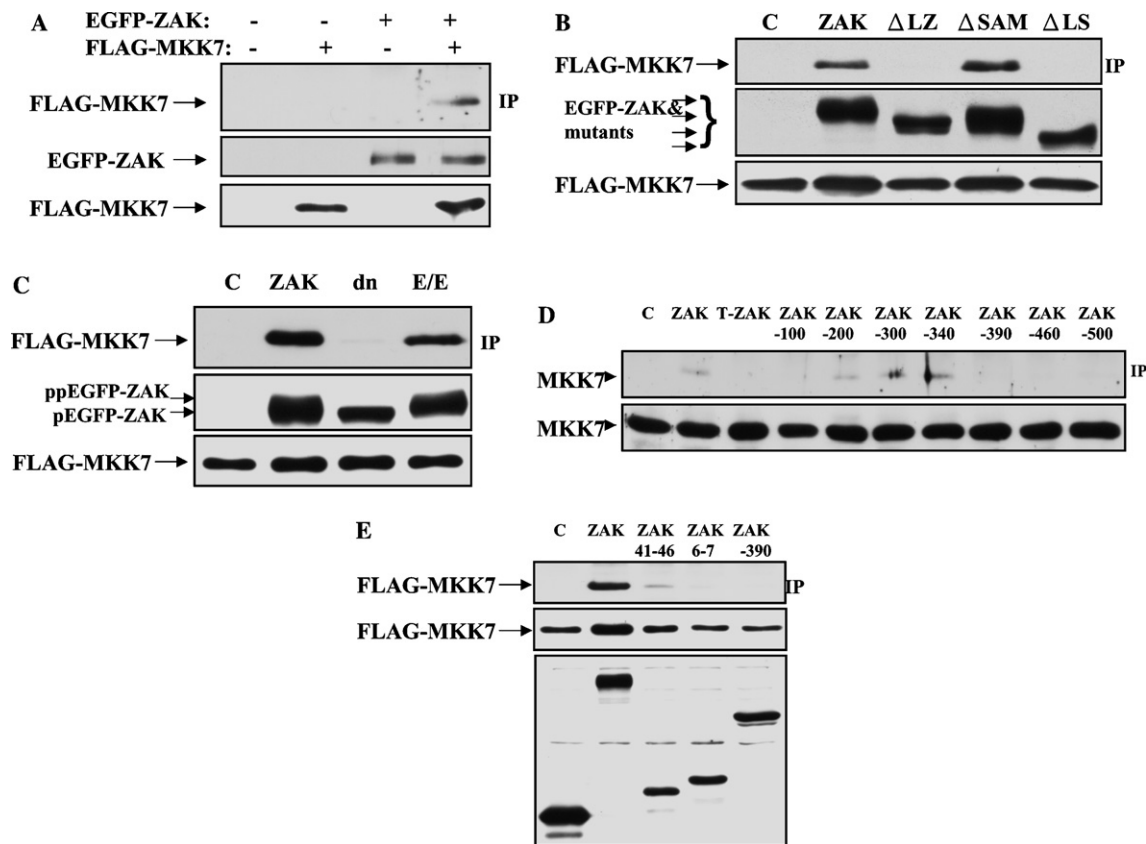 A
EGFP-ZAK: - - + +
FLAG-MKK7: - + - +
FLAG-MKK7 IP
EGFP-ZAK
FLAG-MKK7
B
C ZAK ΔLZ ΔSAM ΔLS
FLAG-MKK7 IP
EGFP-ZAK&
mutants
FLAG-MKK7
C
C ZAK dn E/E
FLAG-MKK7 IP
ppEGFP-ZAK
pEGFP-ZAK
FLAG-MKK7
D
C ZAK T-ZAK ZAK ZAK ZAK ZAK ZAK ZAK ZAK
-100 -200 -300 -340 -390 -460 -500
MKK7 IP
MKK7
E
C ZAK ZAK ZAK ZAK
41-46 6-7 -390
FLAG-MKK7 IP
FLAG-MKK7